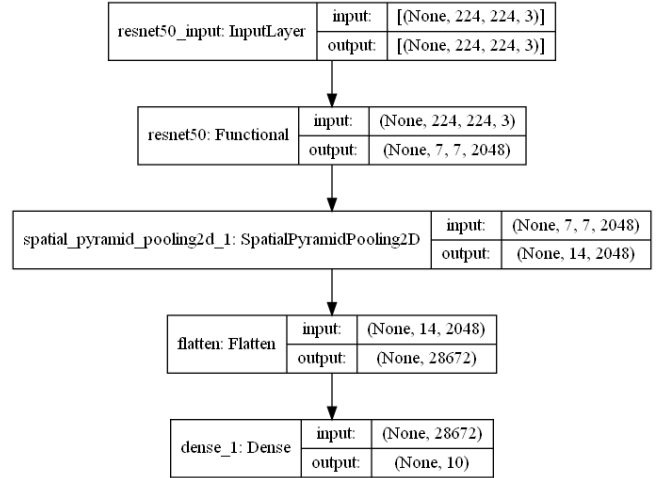 resnet50_input: InputLayer
input: [(None, 224, 224, 3)]
output: [(None, 224, 224, 3)]
resnet50: Functional
input: (None, 224, 224, 3)
output: (None, 7, 7, 2048)
spatial_pyramid_pooling2d_1: SpatialPyramidPooling2D
input: (None, 7, 7, 2048)
output: (None, 14, 2048)
flatten: Flatten
input: (None, 14, 2048)
output: (None, 28672)
dense_1: Dense
input: (None, 28672)
output: (None, 10)